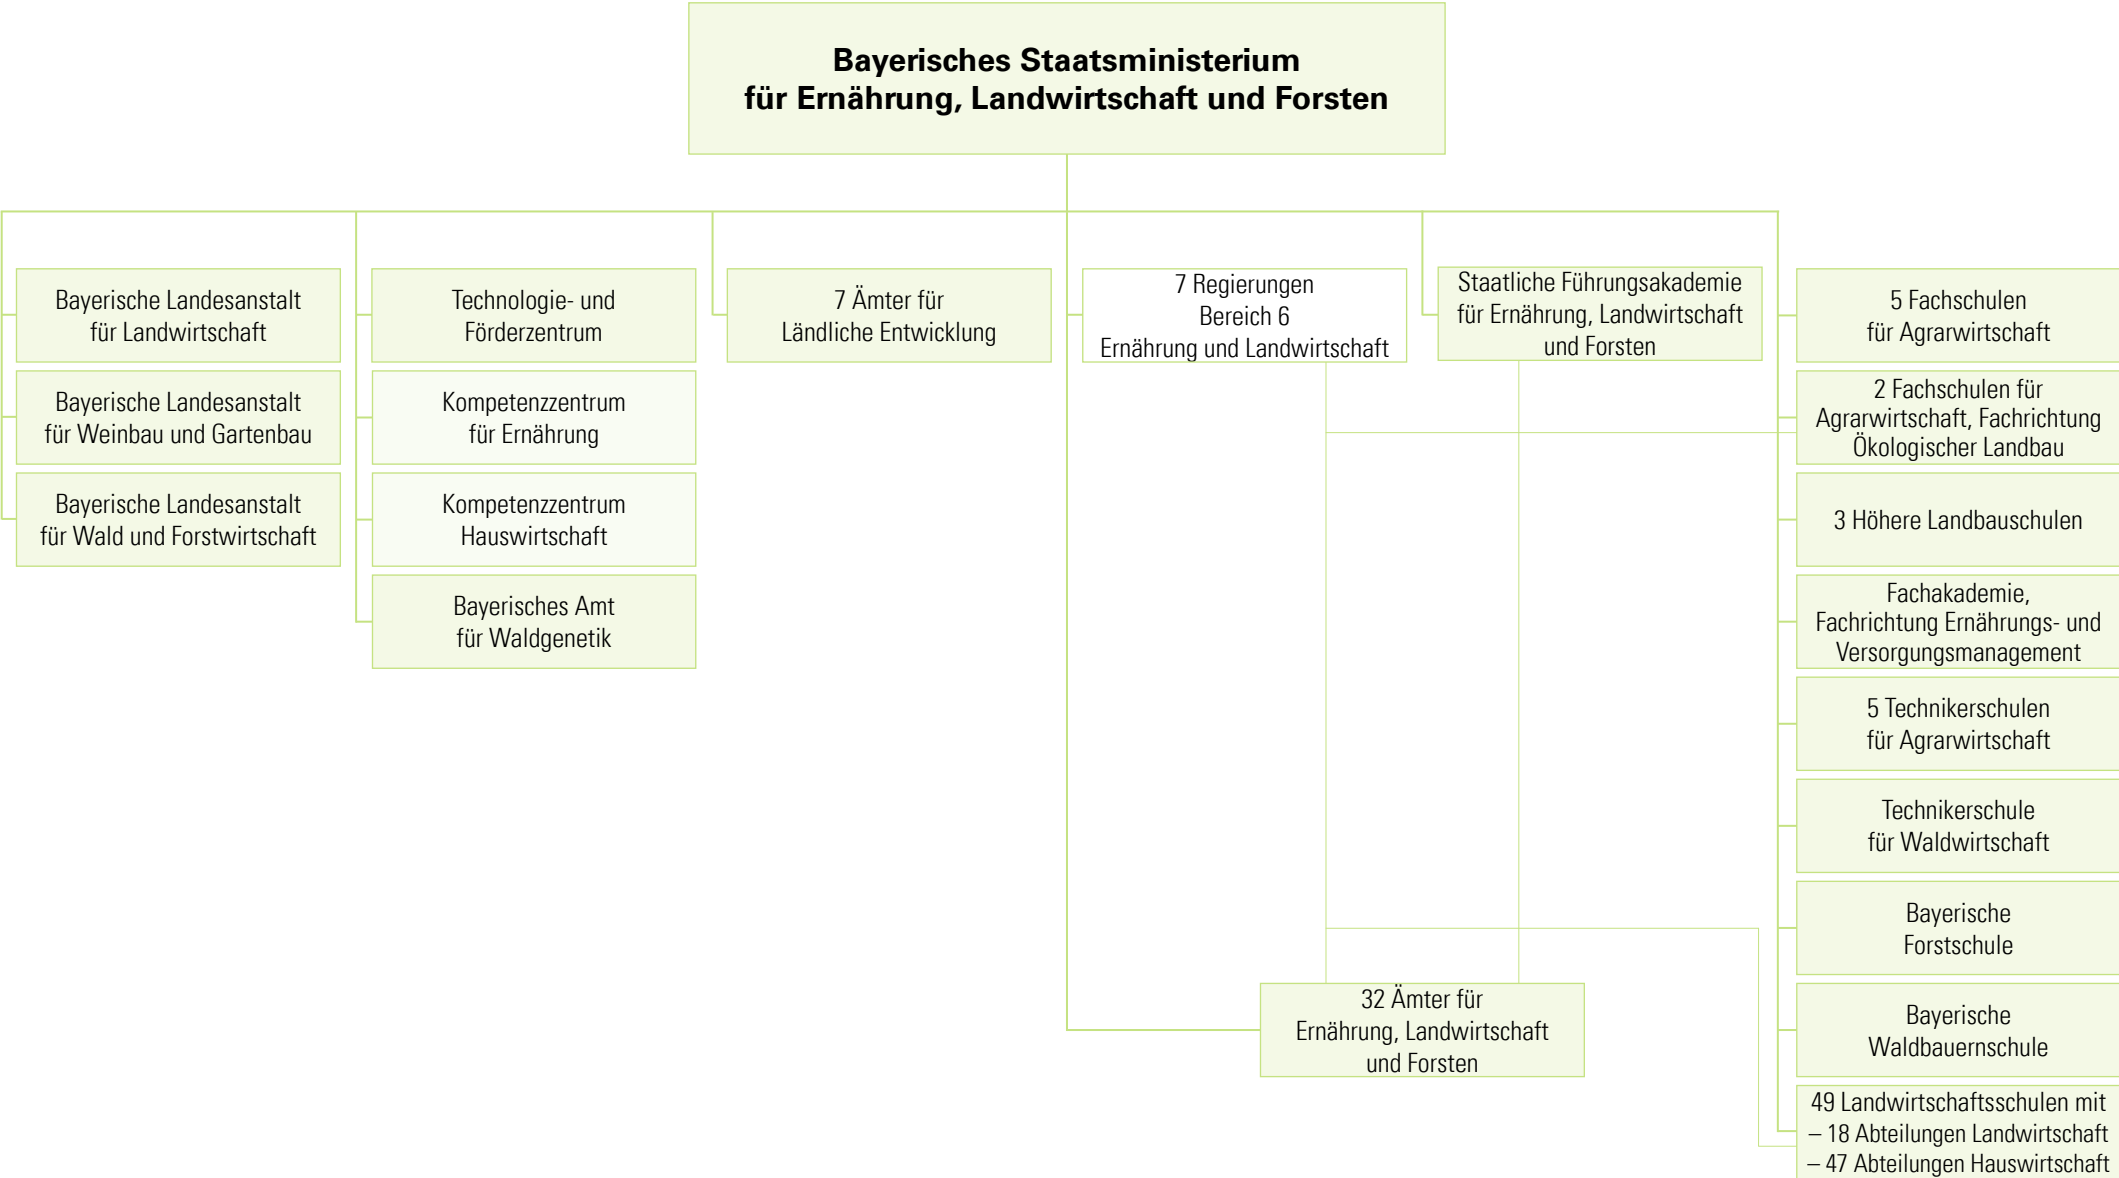 Bayerisches Staatsministerium
für Ernährung, Landwirtschaft und Forsten
Bayerische Landesanstalt
für Landwirtschaft
Bayerische Landesanstalt
für Weinbau und Gartenbau
Bayerische Landesanstalt
für Wald und Forstwirtschaft
Technologie- und
Förderzentrum
Kompetenzzentrum
für Ernährung
Kompetenzzentrum
Hauswirtschaft
Bayerisches Amt
für Waldgenetik
7 Ämter für
Ländliche Entwicklung
7 Regierungen
Bereich 6
Ernährung und Landwirtschaft
Staatliche Führungsakademie
für Ernährung, Landwirtschaft
und Forsten
32 Ämter für
Ernährung, Landwirtschaft
und Forsten
5 Fachschulen
für Agrarwirtschaft
2 Fachschulen für
Agrarwirtschaft, Fachrichtung
Ökologischer Landbau
3 Höhere Landbauschulen
Fachakademie,
Fachrichtung Ernährungs- und
Versorgungsmanagement
5 Technikerschulen
für Agrarwirtschaft
Technikerschule
für Waldwirtschaft
Bayerische
Forstschule
Bayerische
Waldbauernschule
49 Landwirtschaftsschulen mit
– 18 Abteilungen Landwirtschaft
– 47 Abteilungen Hauswirtschaft